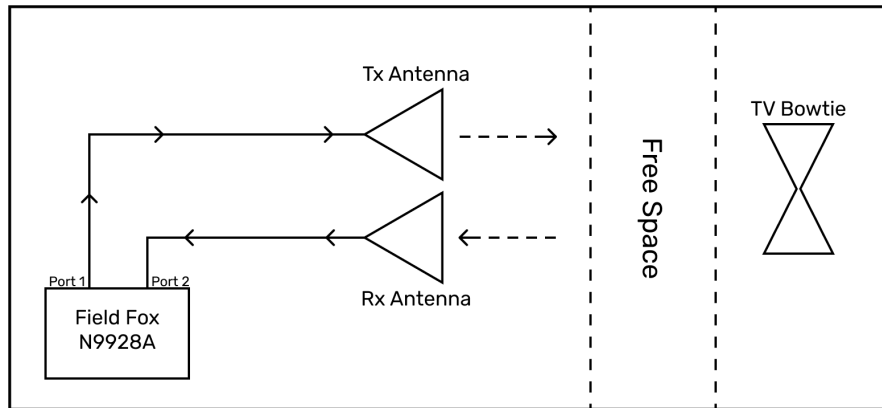 Tx Antenna
TV Bowtie
Free Space
Port 1
Port 2
Rx Antenna
Field Fox
N9928A